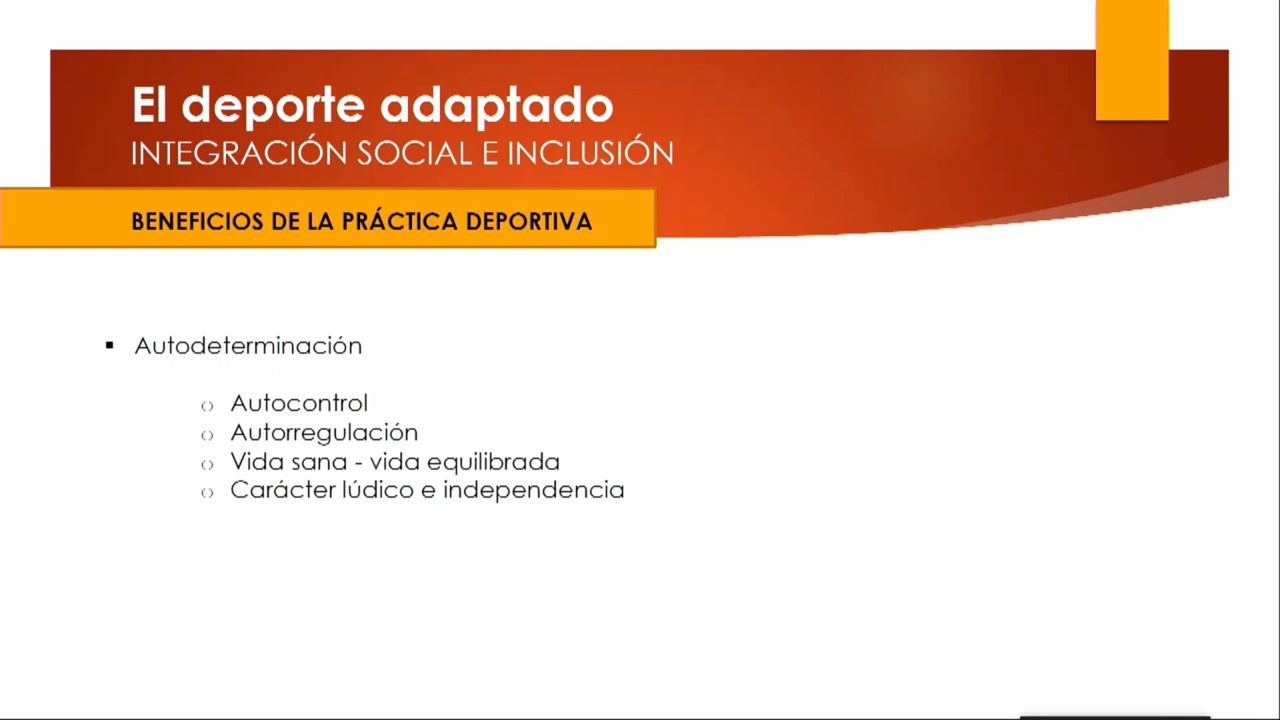 El deporte adaptado
INTEGRACIÓN SOCIAL E INCLUSIÓN
BENEFICIOS DE LA PRÁCTICA DEPORTIVA
▪ Autodeterminación
Autocontrol
Autorregulación
Vida sana - vida equilibrada
Carácter lúdico e independencia